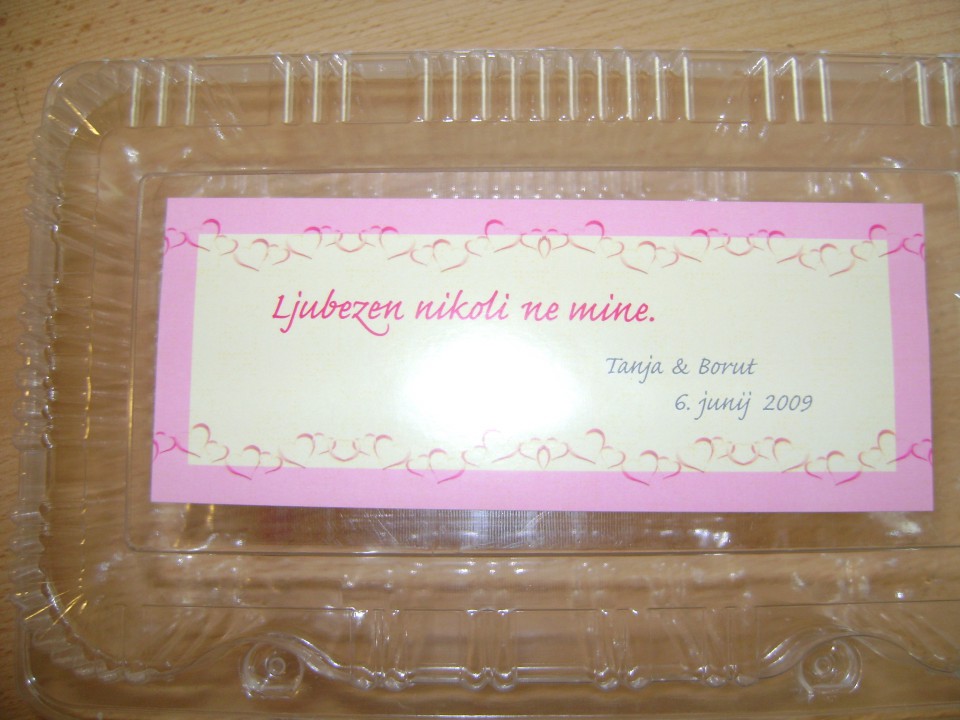 Ljubezen nikoli ne mine.
Tanja & Borut
6. junij 2009